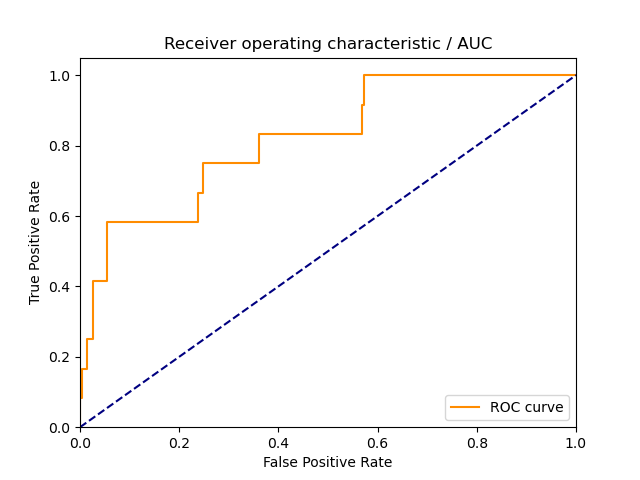 Receiver operating characteristic / AUC
1.0
0.8
0.6
0.4
0.2
0.0
True Positive Rate
ROC curve
0.0 0.2 0.4 0.6 0.8 1.0
False Positive Rate